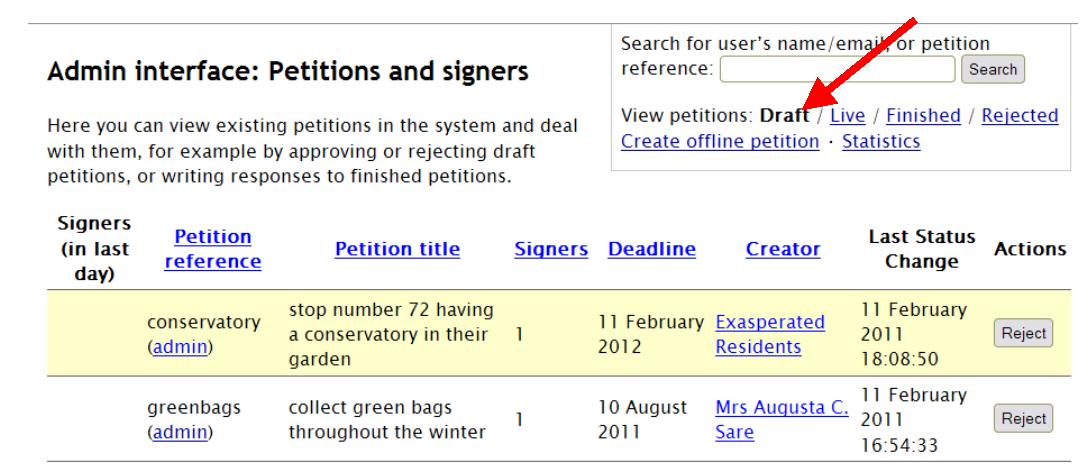 Search for user's name/email, or petition
reference: Search
Admin interface: Petitions and signers
View petitions: Draft / Live / Finished / Rejected
Create offline petition · Statistics
Here you can view existing petitions in the system and deal
with them, for example by approving or rejecting draft
petitions, or writing responses to finished petitions.
Signers (in last day) Petition reference Petition title Signers Deadline Creator Last Status Change Actions
conservatory (admin) stop number 72 having a conservatory in their garden 1 11 February 2012 Exasperated Residents 11 February 2011 18:08:50 Reject
greenbags (admin) collect green bags throughout the winter 1 10 August 2011 Mrs Augusta C. Sare 11 February 2011 16:54:33 Reject